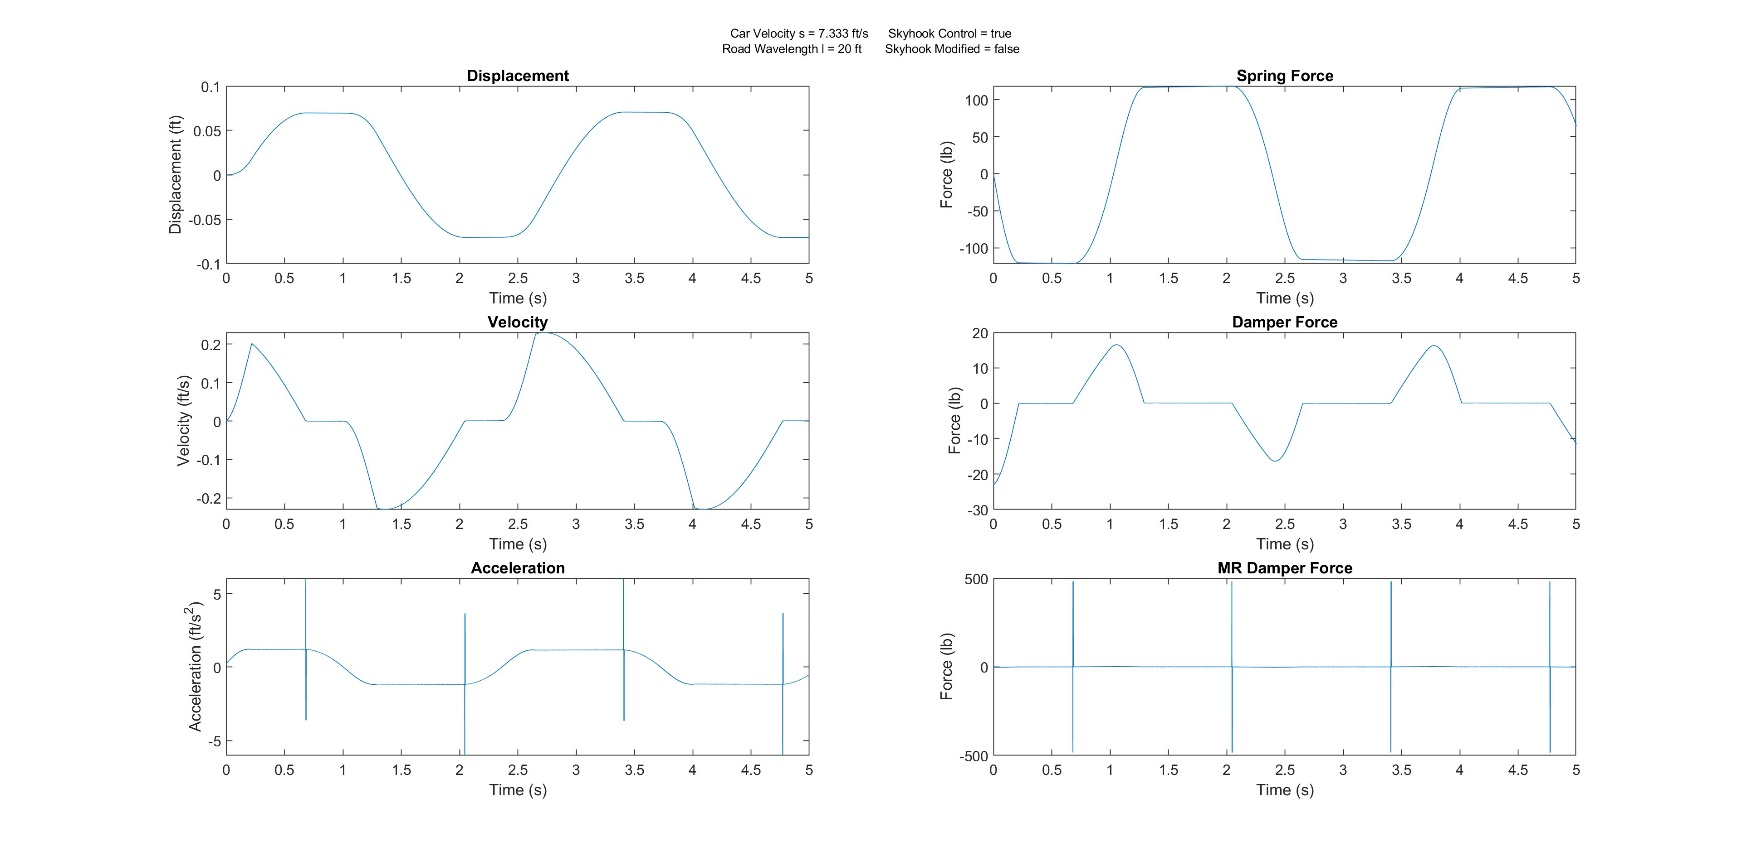 Car Velocity s = 7.333 ft/s Skyhook Control = true
Road Wavelength l = 20 ft Skyhook Modified = false
Displacement
0.1
0.05
0
-0.05
-0.1
Displacement (ft)
0 0.5 1 1.5 2 2.5 3 3.5 4 4.5 5
Time (s)
Spring Force
100
50
0
-50
-100
Force (lb)
0 0.5 1 1.5 2 2.5 3 3.5 4 4.5 5
Time (s)
Velocity
0.2
0.1
0
-0.1
-0.2
Velocity (ft/s)
0 0.5 1 1.5 2 2.5 3 3.5 4 4.5 5
Time (s)
Damper Force
20
10
0
-10
-20
-30
Force (lb)
0 0.5 1 1.5 2 2.5 3 3.5 4 4.5 5
Time (s)
Acceleration
5
0
-5
Acceleration (ft/s²)
0 0.5 1 1.5 2 2.5 3 3.5 4 4.5 5
Time (s)
MR Damper Force
500
0
-500
Force (lb)
0 0.5 1 1.5 2 2.5 3 3.5 4 4.5 5
Time (s)